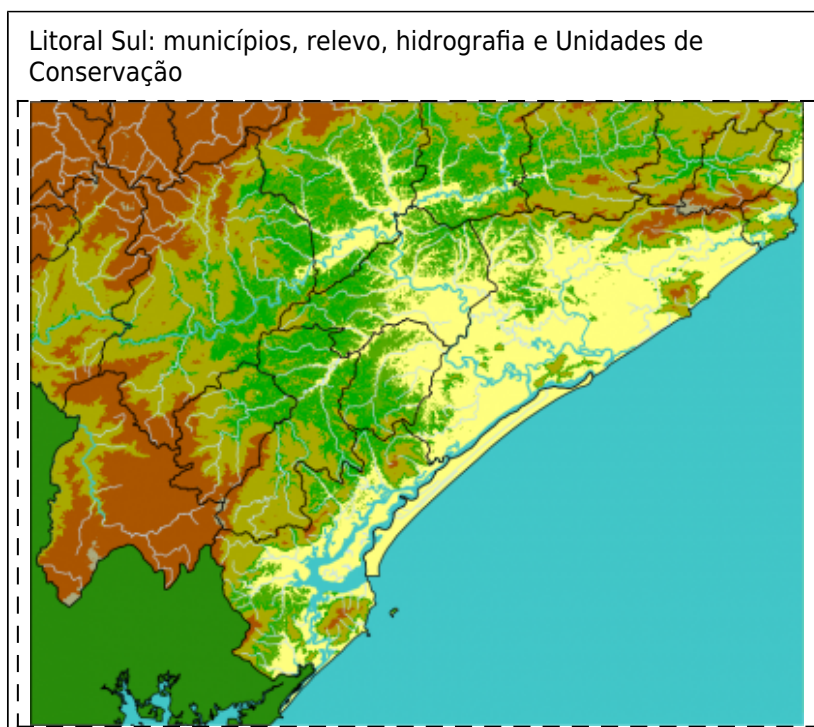 Litoral Sul: municípios, relevo, hidrografia e Unidades de
Conservação